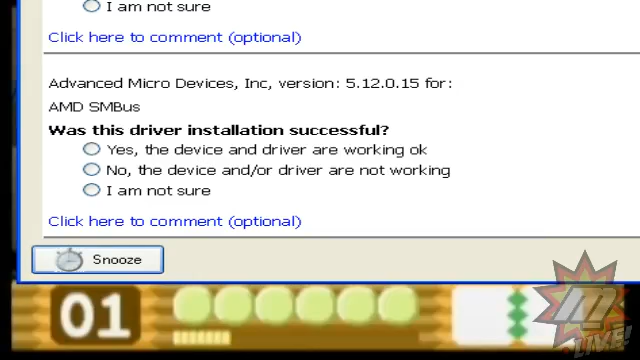 I am not sure
Click here to comment (optional)
Advanced Micro Devices, Inc, version: 5.12.0.15 for:
AMD SMBus
Was this driver installation successful?
Yes, the device and driver are working ok
No, the device and/or driver are not working
I am not sure
Click here to comment (optional)
Snooze
01
M
LIVE!